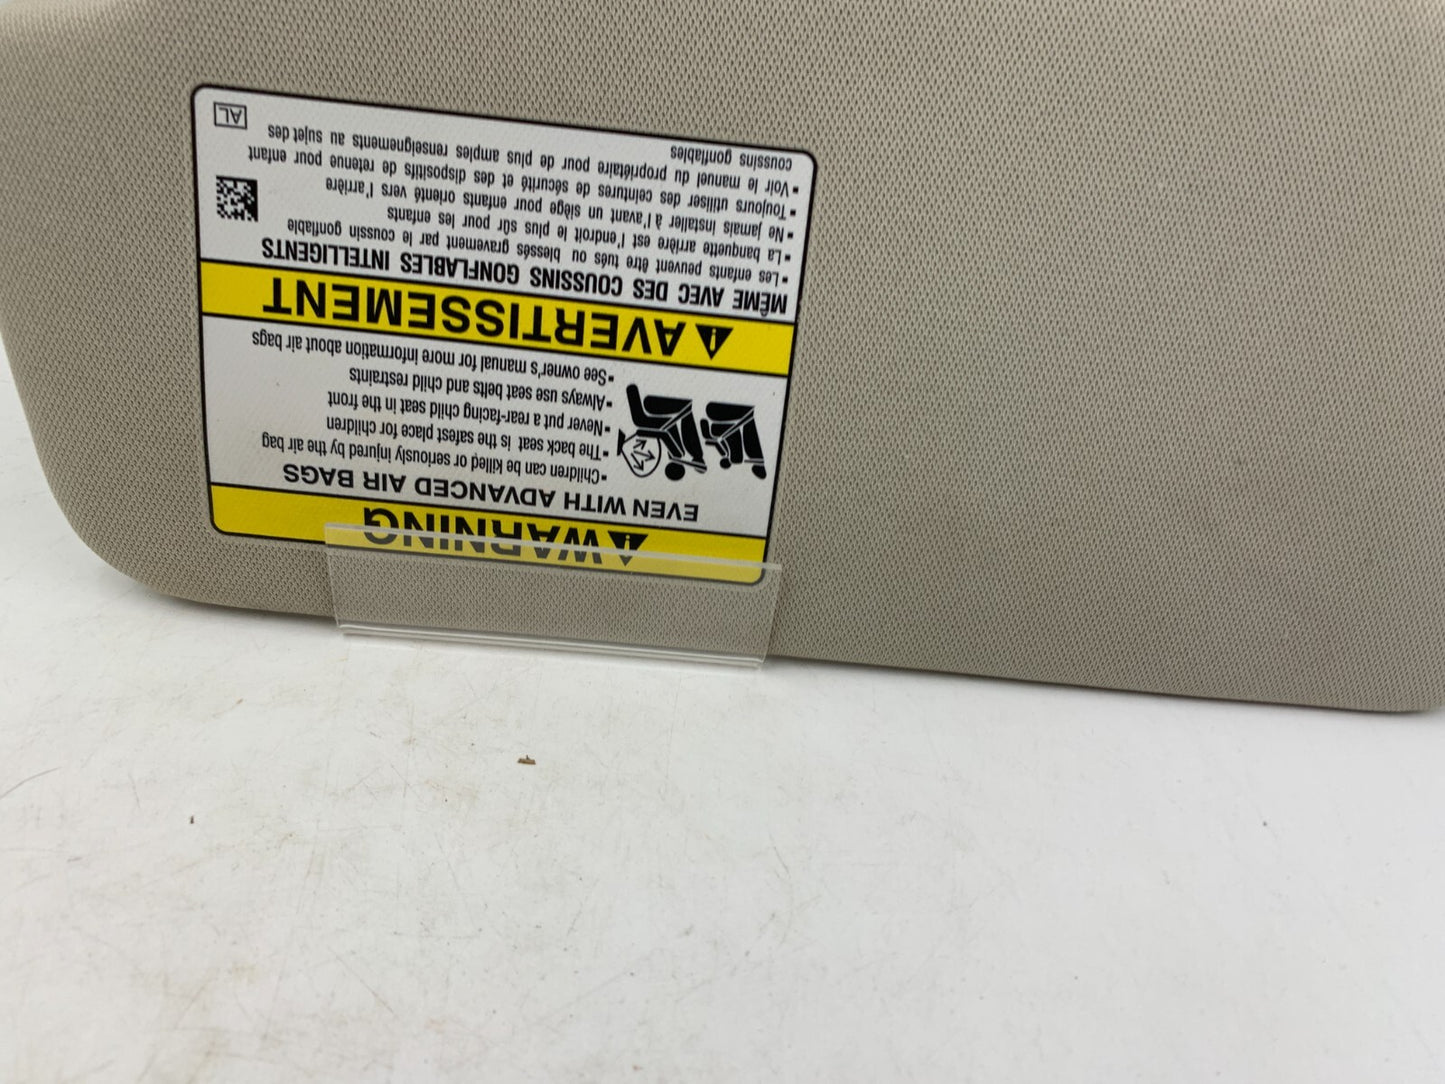 WARNING
EVEN WITH ADVANCED AIR BAGS
•Children can be killed or seriously injured by the air bag
•The back seat is the safest place for children
•Never put a rear-facing child seat in the front
•Always use seat belts and child restraints
•See owner's manual for more information about air bags
AVERTISSEMENT
MÊME AVEC DES COUSSINS GONFLABLES INTELLIGENTS
•Les enfants peuvent être tués ou blessés gravement par le coussin gonflable
•La banquette arrière est l'endroit le plus sûr pour les enfants
•Ne jamais installer à l'avant un siège pour enfants orienté vers l'arrière
•Toujours utiliser des ceintures de sécurité et des dispositifs de retenue pour enfant
•Voir le manuel du propriétaire pour de plus amples renseignements au sujet des
coussins gonflables
AL